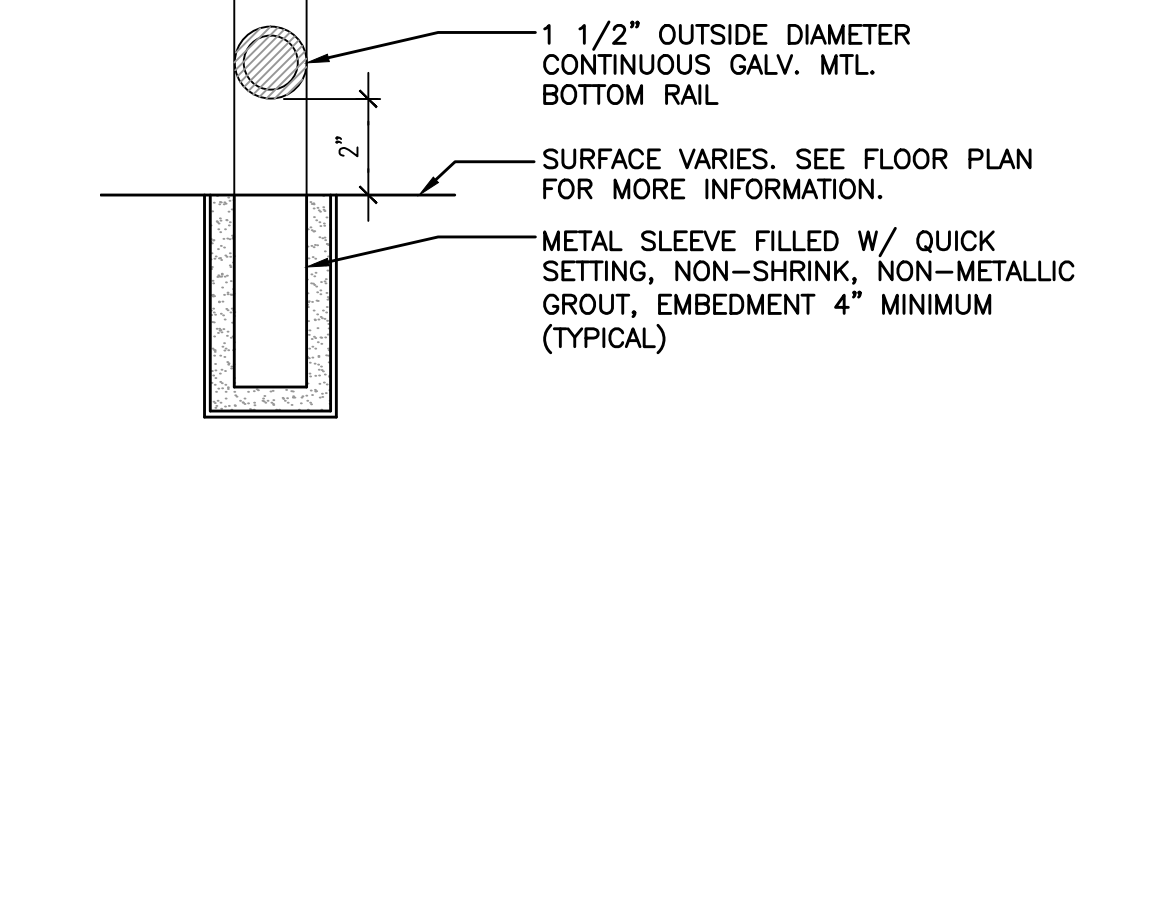 1 1/2” OUTSIDE DIAMETER
CONTINUOUS GALV. MTL.
BOTTOM RAIL
2”
SURFACE VARIES. SEE FLOOR PLAN
FOR MORE INFORMATION.
METAL SLEEVE FILLED W/ QUICK
SETTING, NON-SHRINK, NON-METALLIC
GROUT, EMBEDMENT 4” MINIMUM
(TYPICAL)